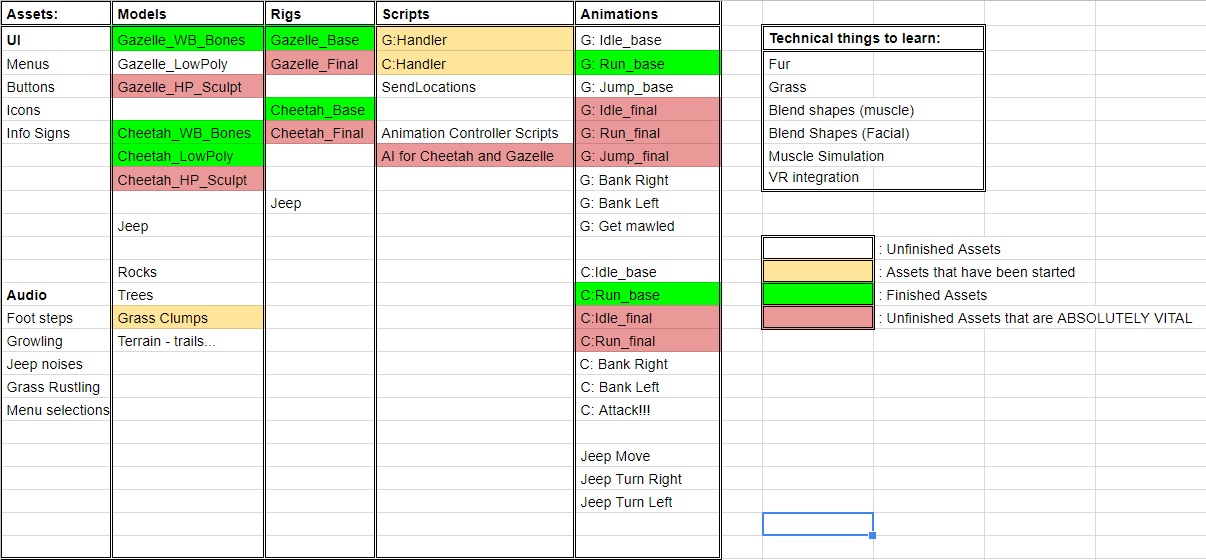 Assets: Models Rigs Scripts Animations
UI Gazelle_WB_Bones Gazelle_Base G:Handler G: Idle_base Technical things to learn:
Menus Gazelle_LowPoly Gazelle_Final C:Handler G: Run_base Fur
Buttons Gazelle_HP_Sculpt SendLocations G: Jump_base Grass
Icons Cheetah_Base G: Idle_final Blend shapes (muscle)
Info Signs Cheetah_WB_Bones Cheetah_Final Animation Controller Scripts G: Run_final Blend Shapes (Facial)
Cheetah_LowPoly AI for Cheetah and Gazelle G: Jump_final Muscle Simulation
Cheetah_HP_Sculpt G: Bank Right VR integration
Jeep G: Bank Left
Jeep G: Get mawled
: Unfinished Assets
Rocks C:Idle_base : Assets that have been started
Audio Trees C:Run_base : Finished Assets
Foot steps Grass Clumps C:Idle_final : Unfinished Assets that are ABSOLUTELY VITAL
Growling Terrain - trails... C:Run_final
Jeep noises C: Bank Right
Grass Rustling C: Bank Left
Menu selections C: Attack!!!
Jeep Move
Jeep Turn Right
Jeep Turn Left